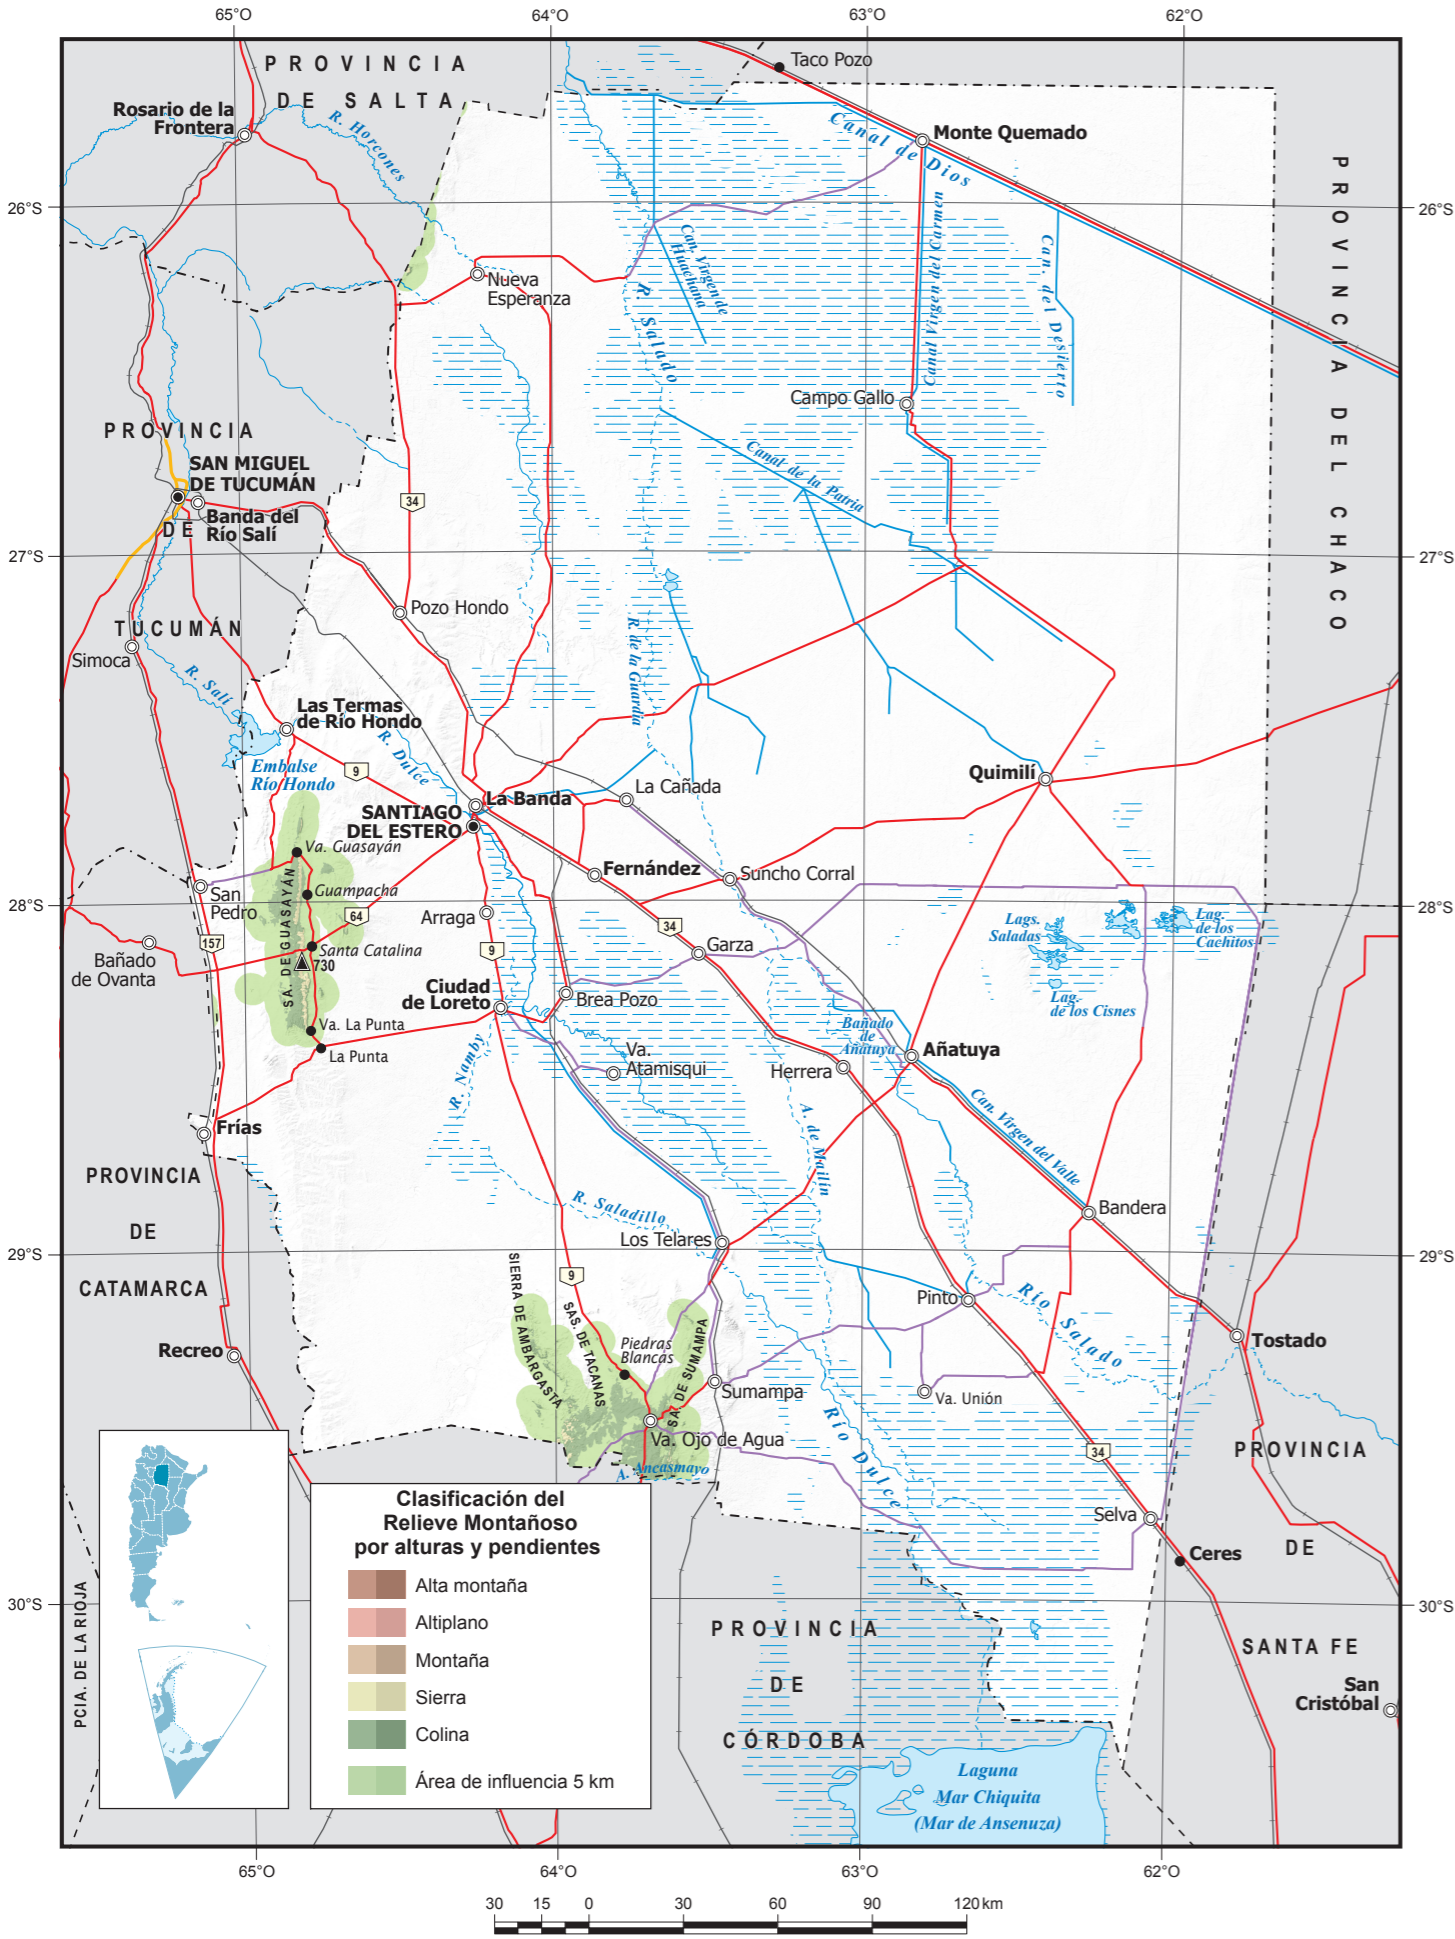 65°O
64°O
63°O
62°O
PROVINCIA
DE SALTA
Taco Pozo
Rosario de la
Frontera
R. Horcones
Canal de Dios
Monte Quemado
PROVINCIA DEL CHACO
26°S
26°S
Nueva
Esperanza
R. Salado
Can. Virgen de
Huachana
Canal Virgen del Carmen
Can. del Desierto
Campo Gallo
PROVINCIA
SAN MIGUEL
DE TUCUMÁN
Banda del
Río Salí
DE
34
Canal de la Patria
27°S
27°S
Pozo Hondo
TUCUMÁN
Simoca
R. Salí
R. de la Guardia
Las Termas
de Río Hondo
R. Dulce
Embalse
Río Hondo
9
La Cañada
Quimilí
La Banda
SANTIAGO
DEL ESTERO
Va. Guasayán
Fernández
Suncho Corral
San
Pedro
Guampacha
SA. DE GUASAYÁN
64
Arraga
28°S
28°S
Lags.
Saladas
Lag.
de los
Cachitos
34
157
Santa Catalina
730
9
Garza
Bañado
de Ovanta
Ciudad
de Loreto
Brea Pozo
Lag.
de los Cisnes
Va. La Punta
La Punta
Bañado
de
Añatuya
Añatuya
R. Namby
Va.
Atamisqui
Herrera
Frías
A. de Mailín
Can. Virgen del Valle
PROVINCIA
DE
CATAMARCA
R. Saladillo
Bandera
Los Telares
29°S
29°S
SIERRA DE AMBARGASTA
SAS. DE TACANAS
9
Pinto
Río Salado
Tostado
Recreo
Piedras
Blancas
SA. DE SUMAMPA
Sumampa
Va. Unión
Río Dulce
Va. Ojo de Agua
A. Ancasmayo
34
PROVINCIA
Selva
Ceres
DE
PCIA. DE LA RIOJA
Clasificación del
Relieve Montañoso
por alturas y pendientes
Alta montaña
Altiplano
Montaña
Sierra
Colina
Área de influencia 5 km
30°S
30°S
PROVINCIA
DE
CÓRDOBA
SANTA FE
San
Cristóbal
Laguna
Mar Chiquita
(Mar de Ansenuza)
65°O
64°O
63°O
62°O
30 15 0 30 60 90 120 km